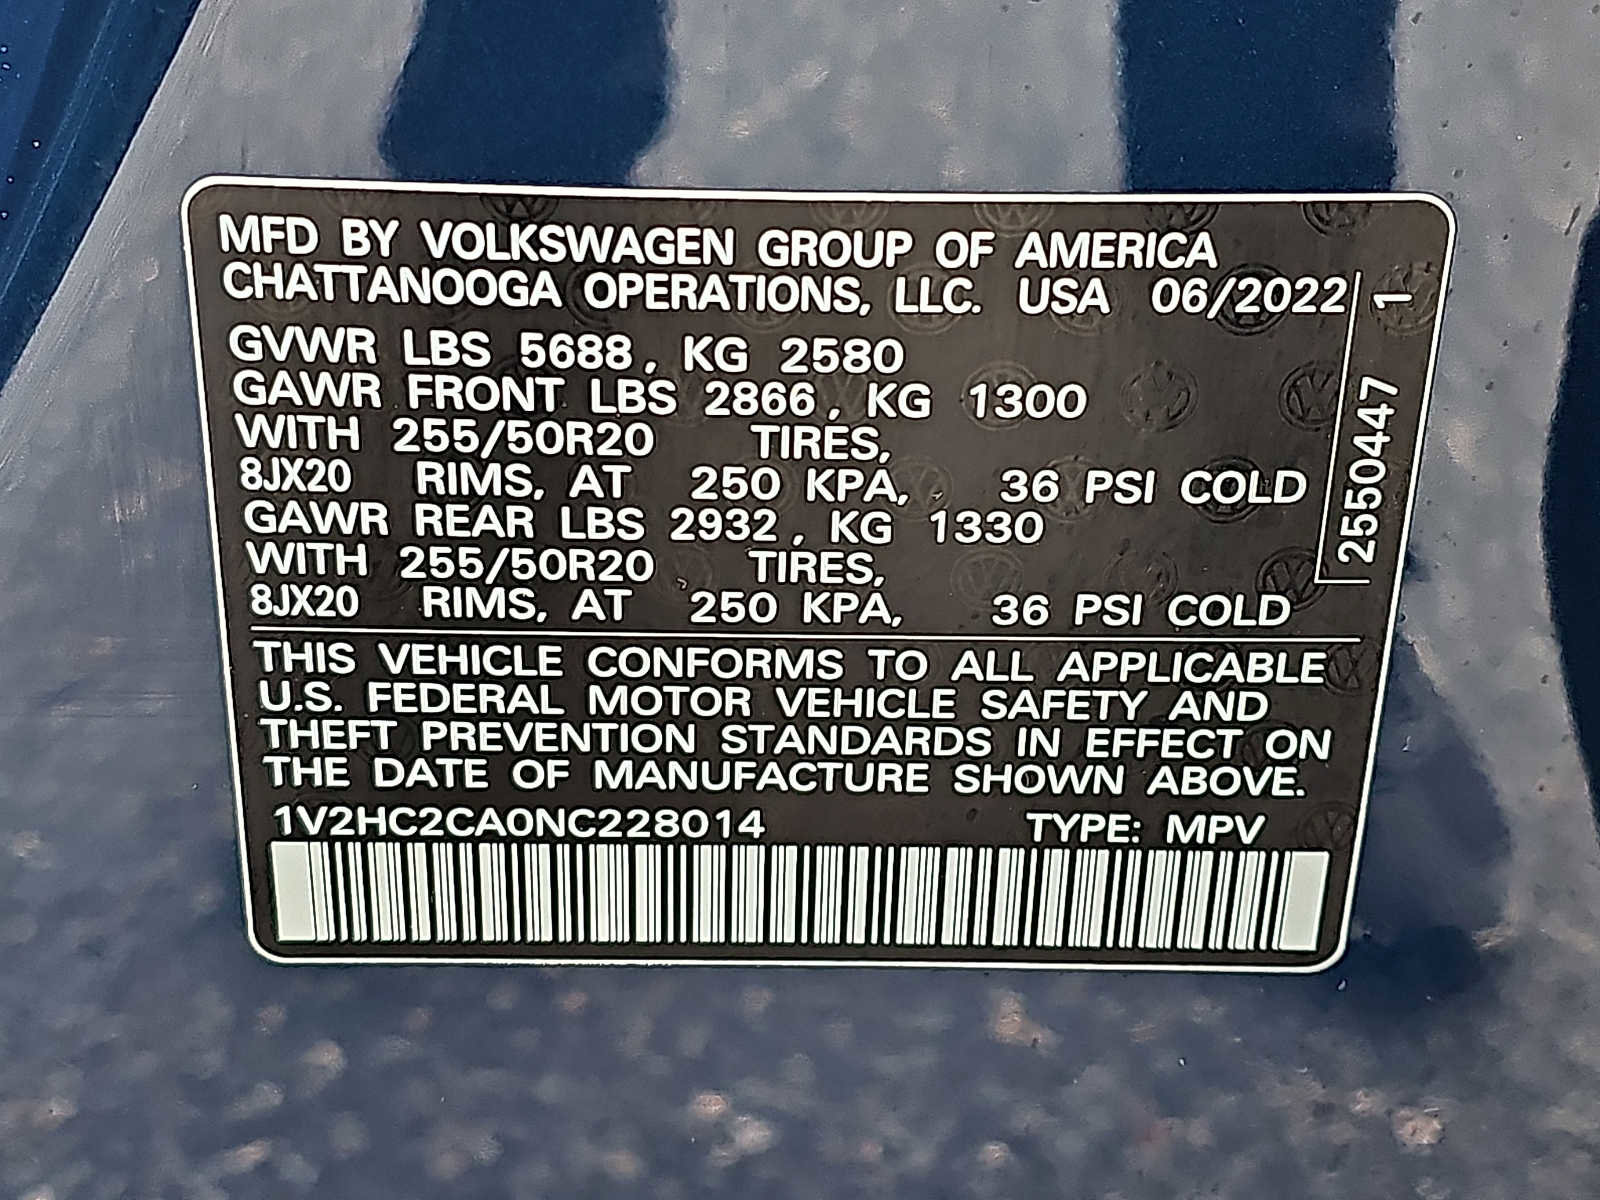 MFD BY VOLKSWAGEN GROUP OF AMERICA
CHATTANOOGA OPERATIONS, LLC. USA 06/2022
GVWR LBS 5688, KG 2580
GAWR FRONT LBS 2866, KG 1300
WITH 255/50R20 TIRES,
8JX20 RIMS, AT 250 KPA, 36 PSI COLD
GAWR REAR LBS 2932, KG 1330
WITH 255/50R20 TIRES,
8JX20 RIMS, AT 250 KPA, 36 PSI COLD
2550447 1
THIS VEHICLE CONFORMS TO ALL APPLICABLE
U.S. FEDERAL MOTOR VEHICLE SAFETY AND
THEFT PREVENTION STANDARDS IN EFFECT ON
THE DATE OF MANUFACTURE SHOWN ABOVE.
1V2HC2CA0NC228014 TYPE: MPV